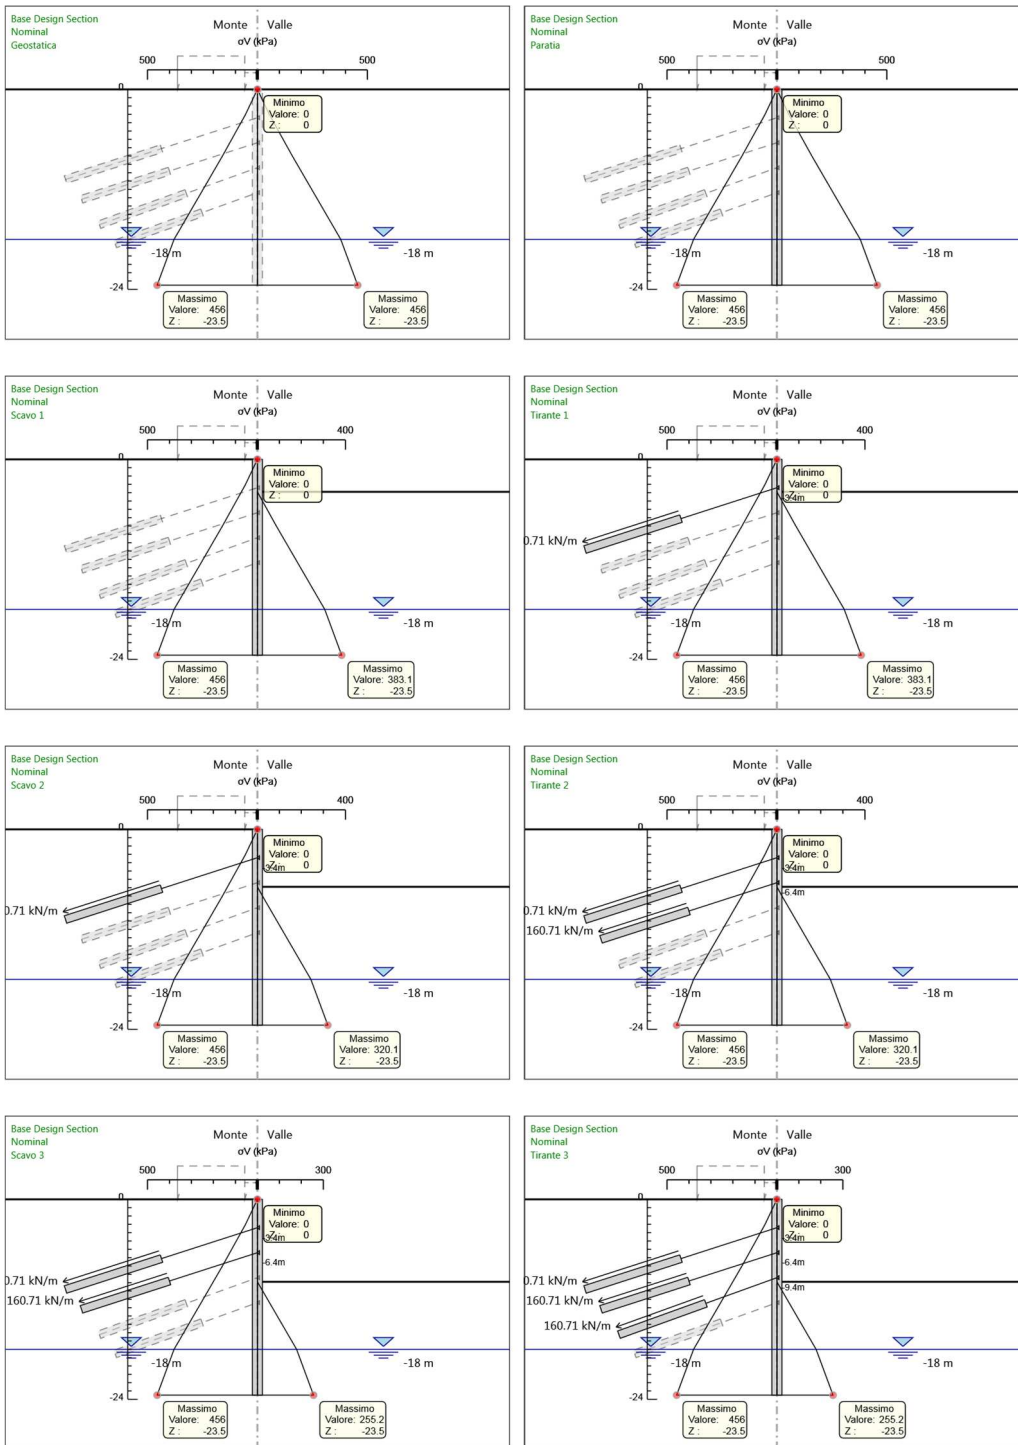 Base Design Section
Nominal
Geostatica
Monte Valle
σV (kPa)
500 500
0
Minimo
Valore: 0
Z : 0
-18 m -18 m
-24
Massimo
Valore: 456
Z : -23.5
Massimo
Valore: 456
Z : -23.5
Base Design Section
Nominal
Paratia
Monte Valle
σV (kPa)
500 500
0
Minimo
Valore: 0
Z : 0
-18 m -18 m
-24
Massimo
Valore: 456
Z : -23.5
Massimo
Valore: 456
Z : -23.5
Base Design Section
Nominal
Scavo 1
Monte Valle
σV (kPa)
500 400
0
Minimo
Valore: 0
Z : 0
-18 m -18 m
-24
Massimo
Valore: 456
Z : -23.5
Massimo
Valore: 383.1
Z : -23.5
Base Design Section
Nominal
Tirante 1
Monte Valle
σV (kPa)
500 400
0
Minimo
Valore: 0
Z : 0
-3.4m
0.71 kN/m
-18 m -18 m
-24
Massimo
Valore: 456
Z : -23.5
Massimo
Valore: 383.1
Z : -23.5
Base Design Section
Nominal
Scavo 2
Monte Valle
σV (kPa)
500 400
0
Minimo
Valore: 0
Z : 0
-3.4m
0.71 kN/m
-18 m -18 m
-24
Massimo
Valore: 456
Z : -23.5
Massimo
Valore: 320.1
Z : -23.5
Base Design Section
Nominal
Tirante 2
Monte Valle
σV (kPa)
500 400
0
Minimo
Valore: 0
Z : 0
-3.4m
-6.4m
0.71 kN/m
160.71 kN/m
-18 m -18 m
-24
Massimo
Valore: 456
Z : -23.5
Massimo
Valore: 320.1
Z : -23.5
Base Design Section
Nominal
Scavo 3
Monte Valle
σV (kPa)
500 300
0
Minimo
Valore: 0
Z : 0
-3.4m
-6.4m
0.71 kN/m
160.71 kN/m
-18 m -18 m
-24
Massimo
Valore: 456
Z : -23.5
Massimo
Valore: 255.2
Z : -23.5
Base Design Section
Nominal
Tirante 3
Monte Valle
σV (kPa)
500 300
0
Minimo
Valore: 0
Z : 0
-3.4m
-6.4m
0.71 kN/m
-9.4m
160.71 kN/m
160.71 kN/m
-18 m -18 m
-24
Massimo
Valore: 456
Z : -23.5
Massimo
Valore: 255.2
Z : -23.5